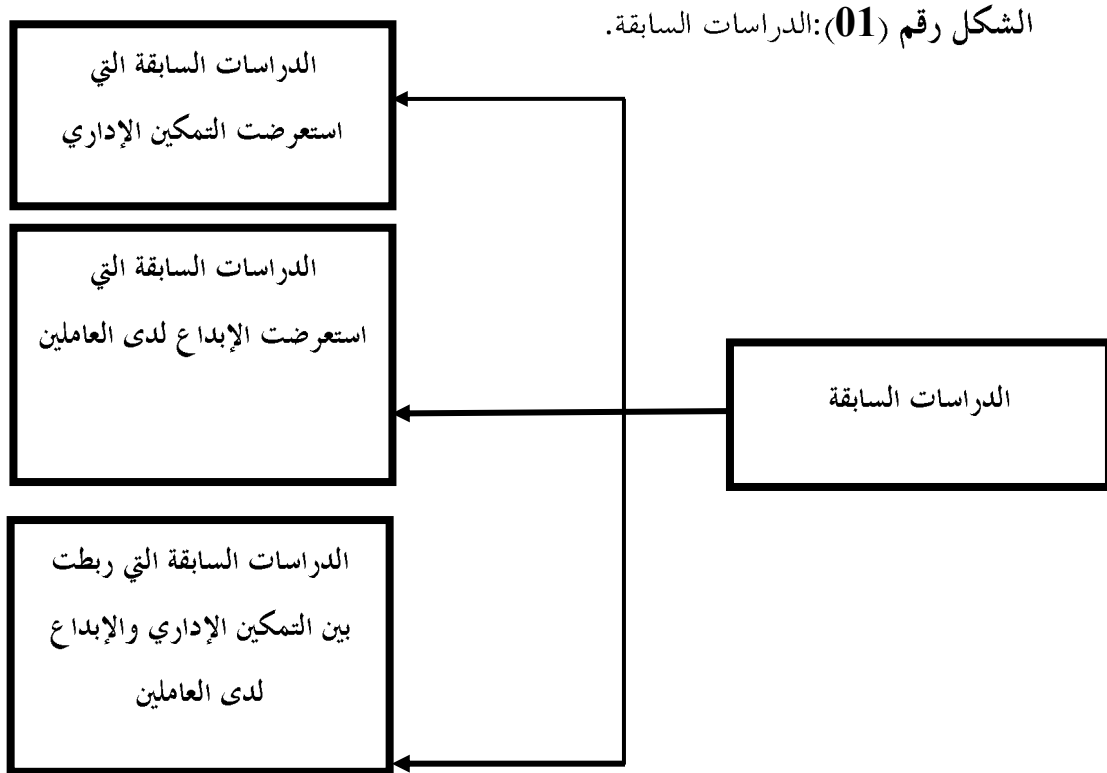 الشكل رقم (01):الدراسات السابقة.
الدراسات السابقة التي
استعرضت التمكين الإداري
الدراسات السابقة التي
استعرضت الإبداع لدى العاملين
الدراسات السابقة
الدراسات السابقة التي ربطت
بين التمكين الإداري والإبداع
لدى العاملين